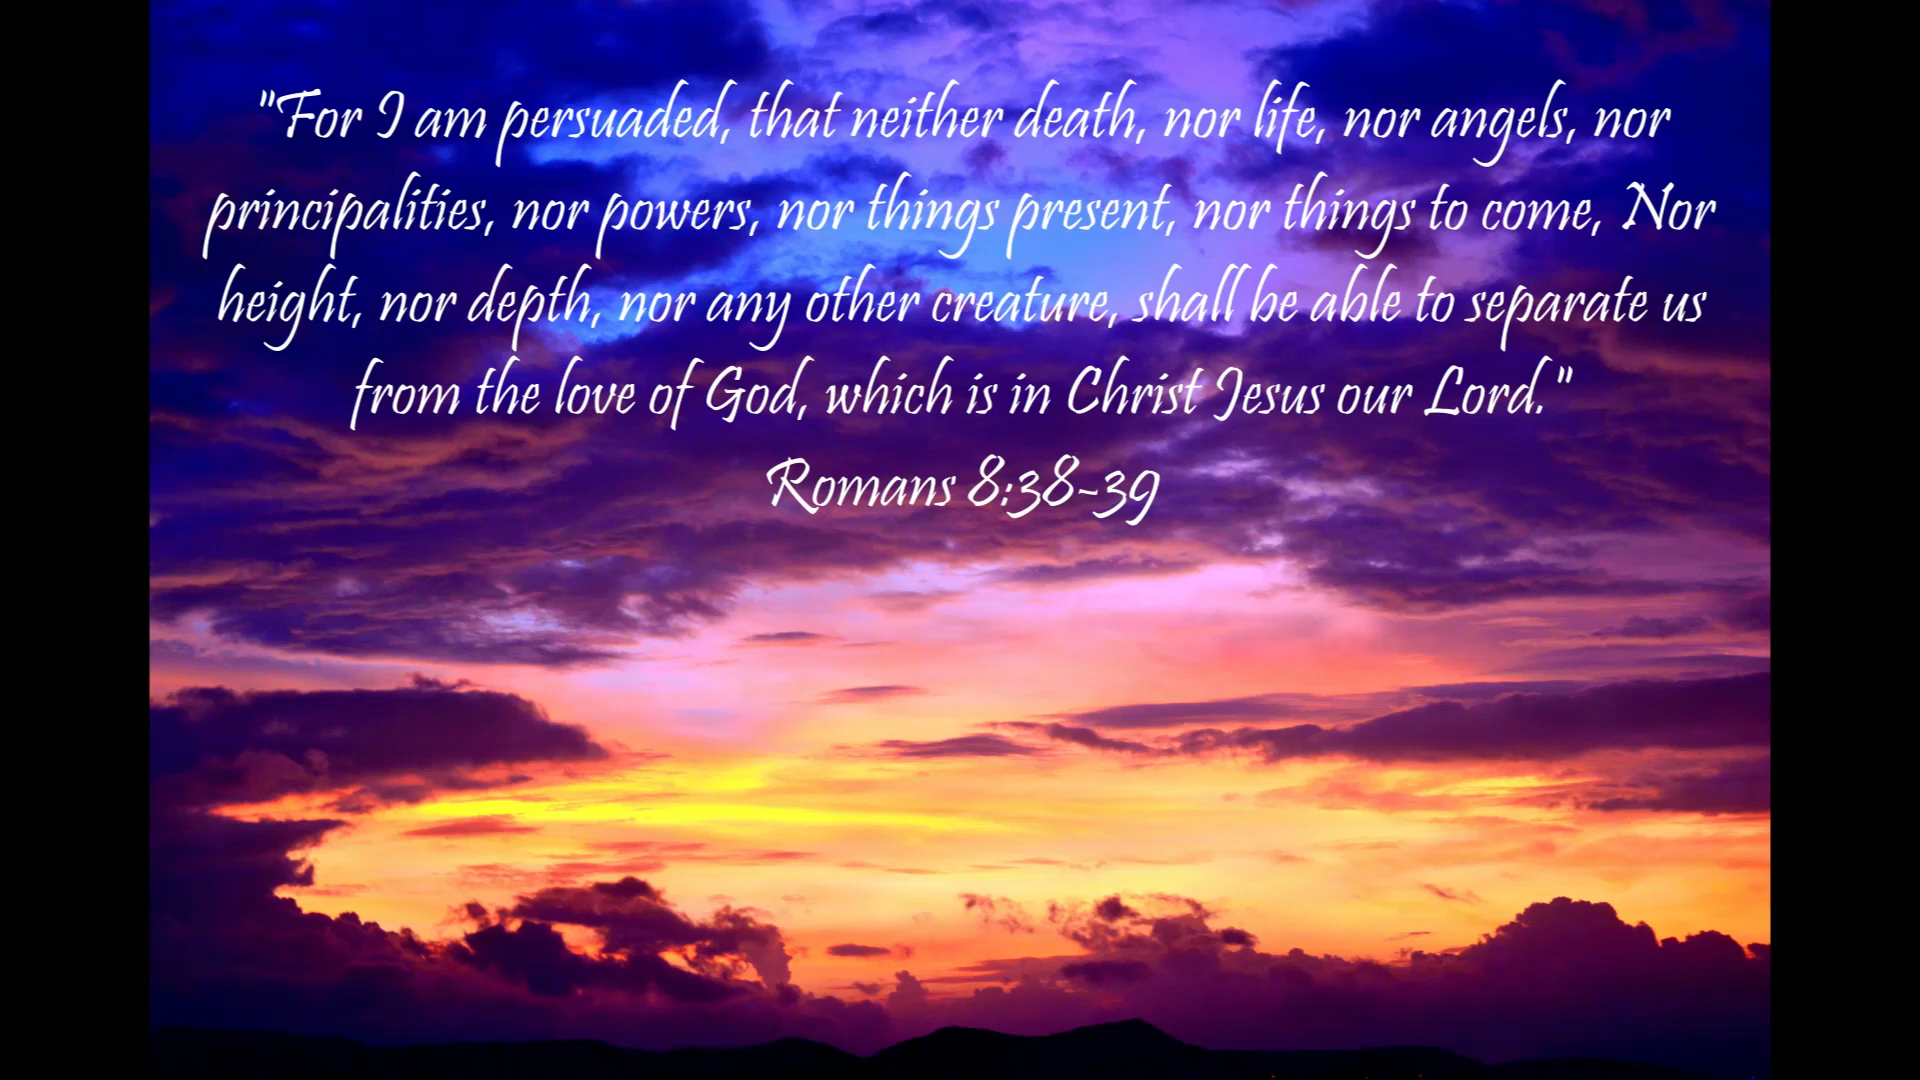 "For I am persuaded, that neither death, nor life, nor angels, nor
principalities, nor powers, nor things present, nor things to come, Nor
height, nor depth, nor any other creature, shall be able to separate us
from the love of God, which is in Christ Jesus our Lord."
Romans 8:38-39